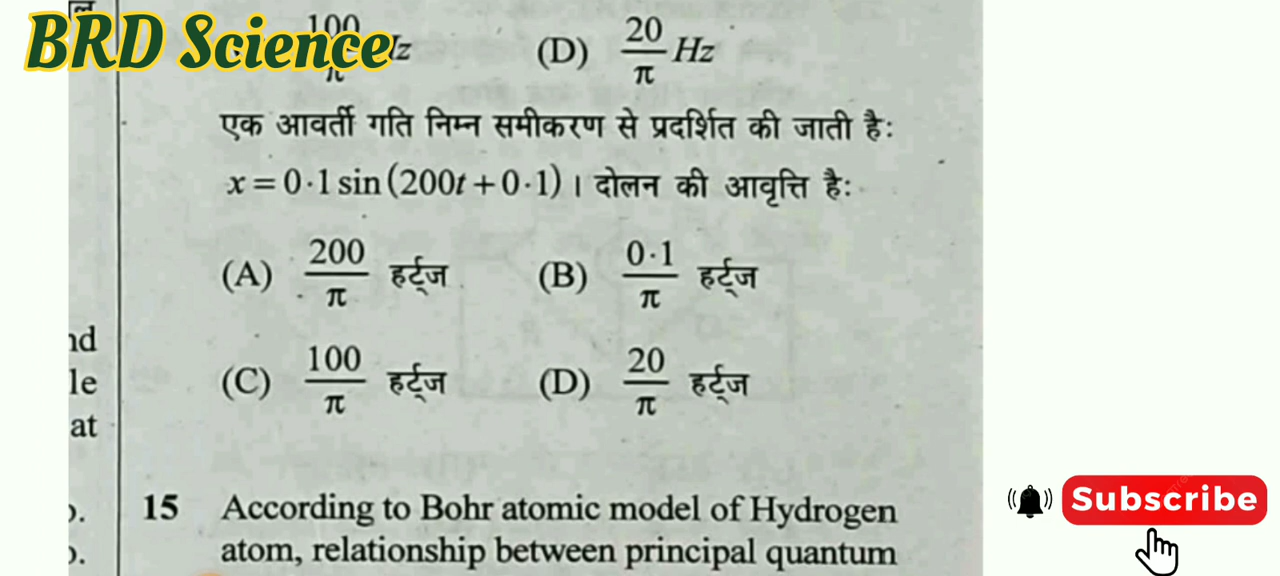 BRD Science
100/π Hz (D) 20/π Hz
एक आवर्ती गति निम्न समीकरण से प्रदर्शित की जाती है:
x = 0·1 sin (200t + 0·1) । दोलन की आवृत्ति है:
(A) 200/π हर्ट्ज (B) 0·1/π हर्ट्ज
(C) 100/π हर्ट्ज (D) 20/π हर्ट्ज
nd
le
at
15 According to Bohr atomic model of Hydrogen
atom, relationship between principal quantum
Subscribe